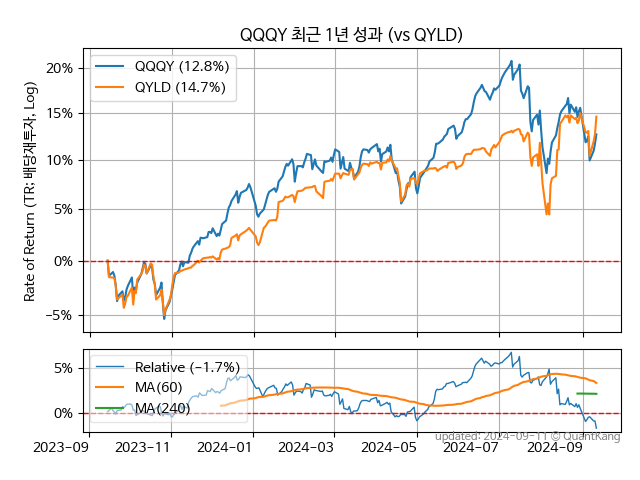 QQQY 최근 1년 성과 (vs QYLD)
Rate of Return (TR: 배당재투자, Log)
20%
15%
10%
5%
0%
−5%
QQQY (12.8%)
QYLD (14.7%)
5%
0%
Relative (−1.7%)
MA(60)
MA(240)
updated: 2024-09-11 © QuantKang
2023-09
2023-11
2024-01
2024-03
2024-05
2024-07
2024-09